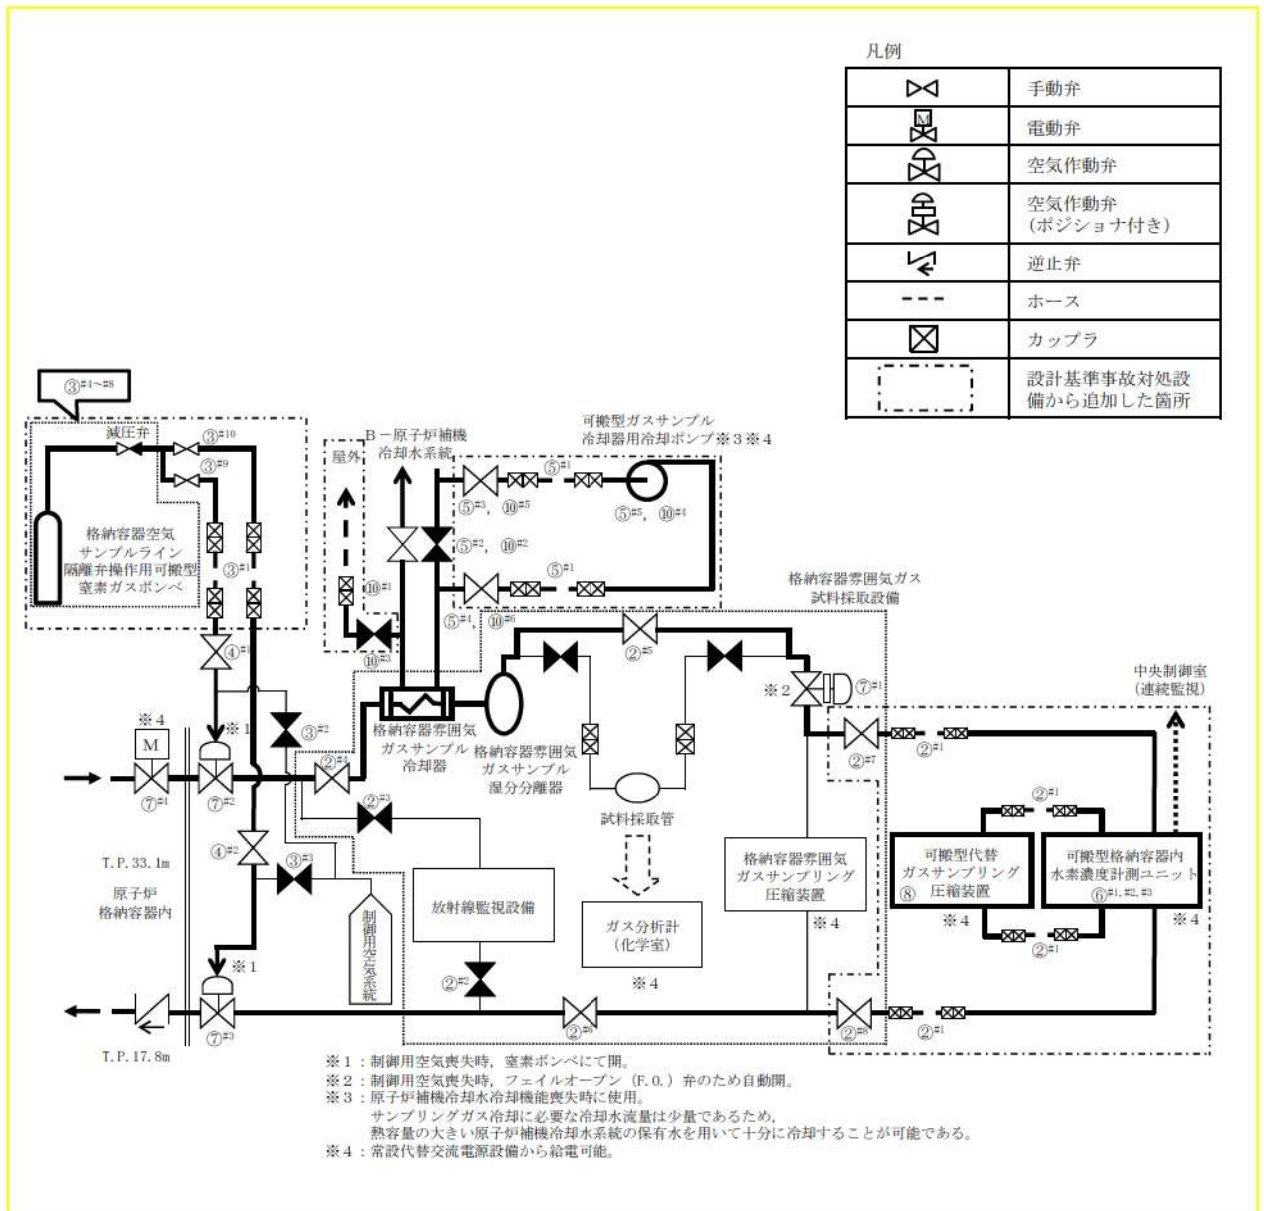 凡例
手動弁
M
電動弁
空気作動弁
空気作動弁
(ポジショナ付き)
逆止弁
ホース
カップラ
設計基準事故対処設
備から追加した箇所
③#4~#8
減圧弁
③#10
③#9
格納容器空気
サンプルライン
隔離弁操作用可搬型
窒素ガスボンベ
③#1
④#1
屋外
B-原子炉補機
冷却水系統
可搬型ガスサンプル
冷却器用冷却ポンプ※3※4
⑤#1
⑤#3, ⑩#5
⑤#5, ⑩#4
⑤#2, ⑩#2
⑤#1
⑩#1
⑤#4, ⑩#6
⑩#3
格納容器雰囲気ガス
試料採取設備
②#5
※2
⑦#1
中央制御室
(連続監視)
※4
M
⑦#4
※1
⑦#2
③#2
②#4
格納容器雰囲気
ガスサンプル
冷却器
格納容器雰囲気
ガスサンプル
湿分分離器
②#7
②#1
②#3
試料採取管
②#1
④#2
③#3
T.P.33.1m
原子炉
格納容器内
放射線監視設備
ガス分析計
(化学室)
※4
格納容器雰囲気
ガスサンプリング
圧縮装置
※4
可搬型代替
ガスサンプリング
圧縮装置
⑧
※4
可搬型格納容器内
水素濃度計測ユニット
⑥#1,#2,#3
※4
②#1
制御用空気系統
※1
②#2
⑦#3
②#6
②#8
②#1
T.P.17.8m
※1:制御用空気喪失時,窒素ボンベにて開。
※2:制御用空気喪失時,フェイルオープン(F.O.)弁のため自動開。
※3:原子炉補機冷却水冷却機能喪失時に使用。
サンプリングガス冷却に必要な冷却水流量は少量であるため,
熱容量の大きい原子炉補機冷却水系統の保有水を用いて十分に冷却することが可能である。
※4:常設代替交流電源設備から給電可能。